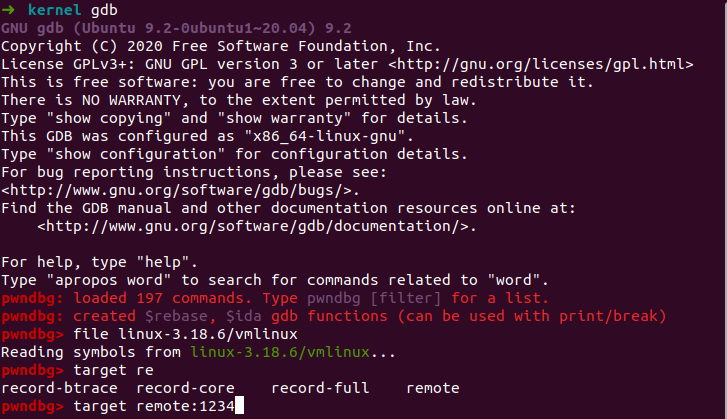 → kernel gdb
GNU gdb (Ubuntu 9.2-0ubuntu1~20.04) 9.2
Copyright (C) 2020 Free Software Foundation, Inc.
License GPLv3+: GNU GPL version 3 or later <http://gnu.org/licenses/gpl.html>
This is free software: you are free to change and redistribute it.
There is NO WARRANTY, to the extent permitted by law.
Type "show copying" and "show warranty" for details.
This GDB was configured as "x86_64-linux-gnu".
Type "show configuration" for configuration details.
For bug reporting instructions, please see:
<http://www.gnu.org/software/gdb/bugs/>.
Find the GDB manual and other documentation resources online at:
    <http://www.gnu.org/software/gdb/documentation/>.

For help, type "help".
Type "apropos word" to search for commands related to "word".
pwndbg: loaded 197 commands. Type pwndbg [filter] for a list.
pwndbg: created $rebase, $ida gdb functions (can be used with print/break)
pwndbg> file linux-3.18.6/vmlinux
Reading symbols from linux-3.18.6/vmlinux...
pwndbg> target re
record-btrace  record-core    record-full    remote
pwndbg> target remote:1234